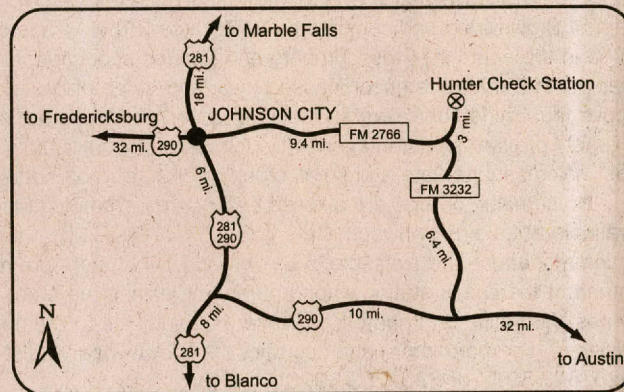 to Marble Falls
281
18 mi.
Hunter Check Station
to Fredericksburg
JOHNSON CITY
3 mi.
290
32 mi.
9.4 mi.
FM 2766
6 mi.
FM 3232
281
290
6.4 mi.
8 mi.
290
10 mi.
32 mi.
N
281
to Austin
to Blanco